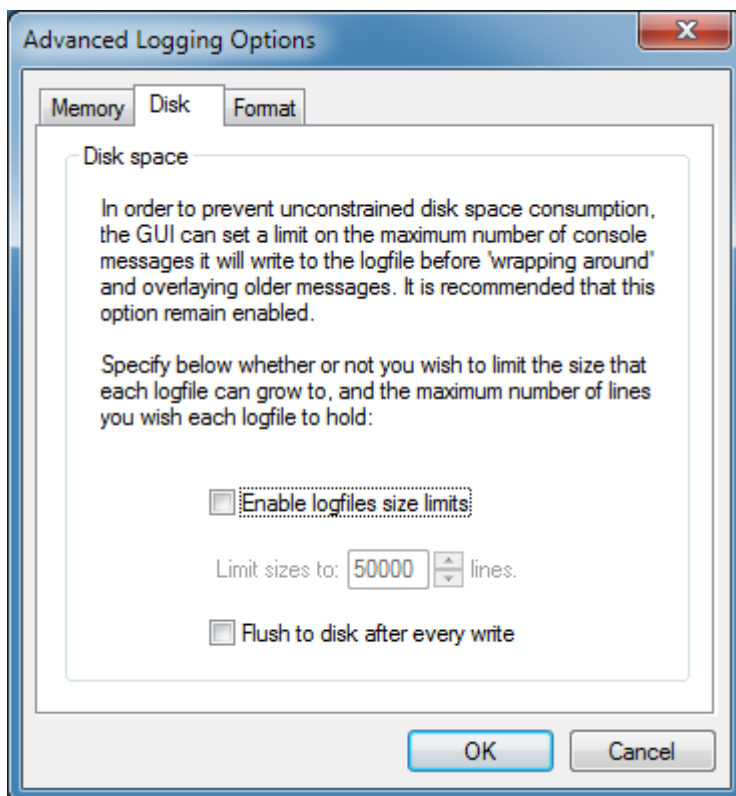 Advanced Logging Options
Memory
Disk
Format
Disk space
In order to prevent unconstrained disk space consumption,
the GUI can set a limit on the maximum number of console
messages it will write to the logfile before 'wrapping around'
and overlaying older messages. It is recommended that this
option remain enabled.
Specify below whether or not you wish to limit the size that
each logfile can grow to, and the maximum number of lines
you wish each logfile to hold:
Enable logfiles size limits
Limit sizes to: 50000 lines.
Flush to disk after every write
OK Cancel